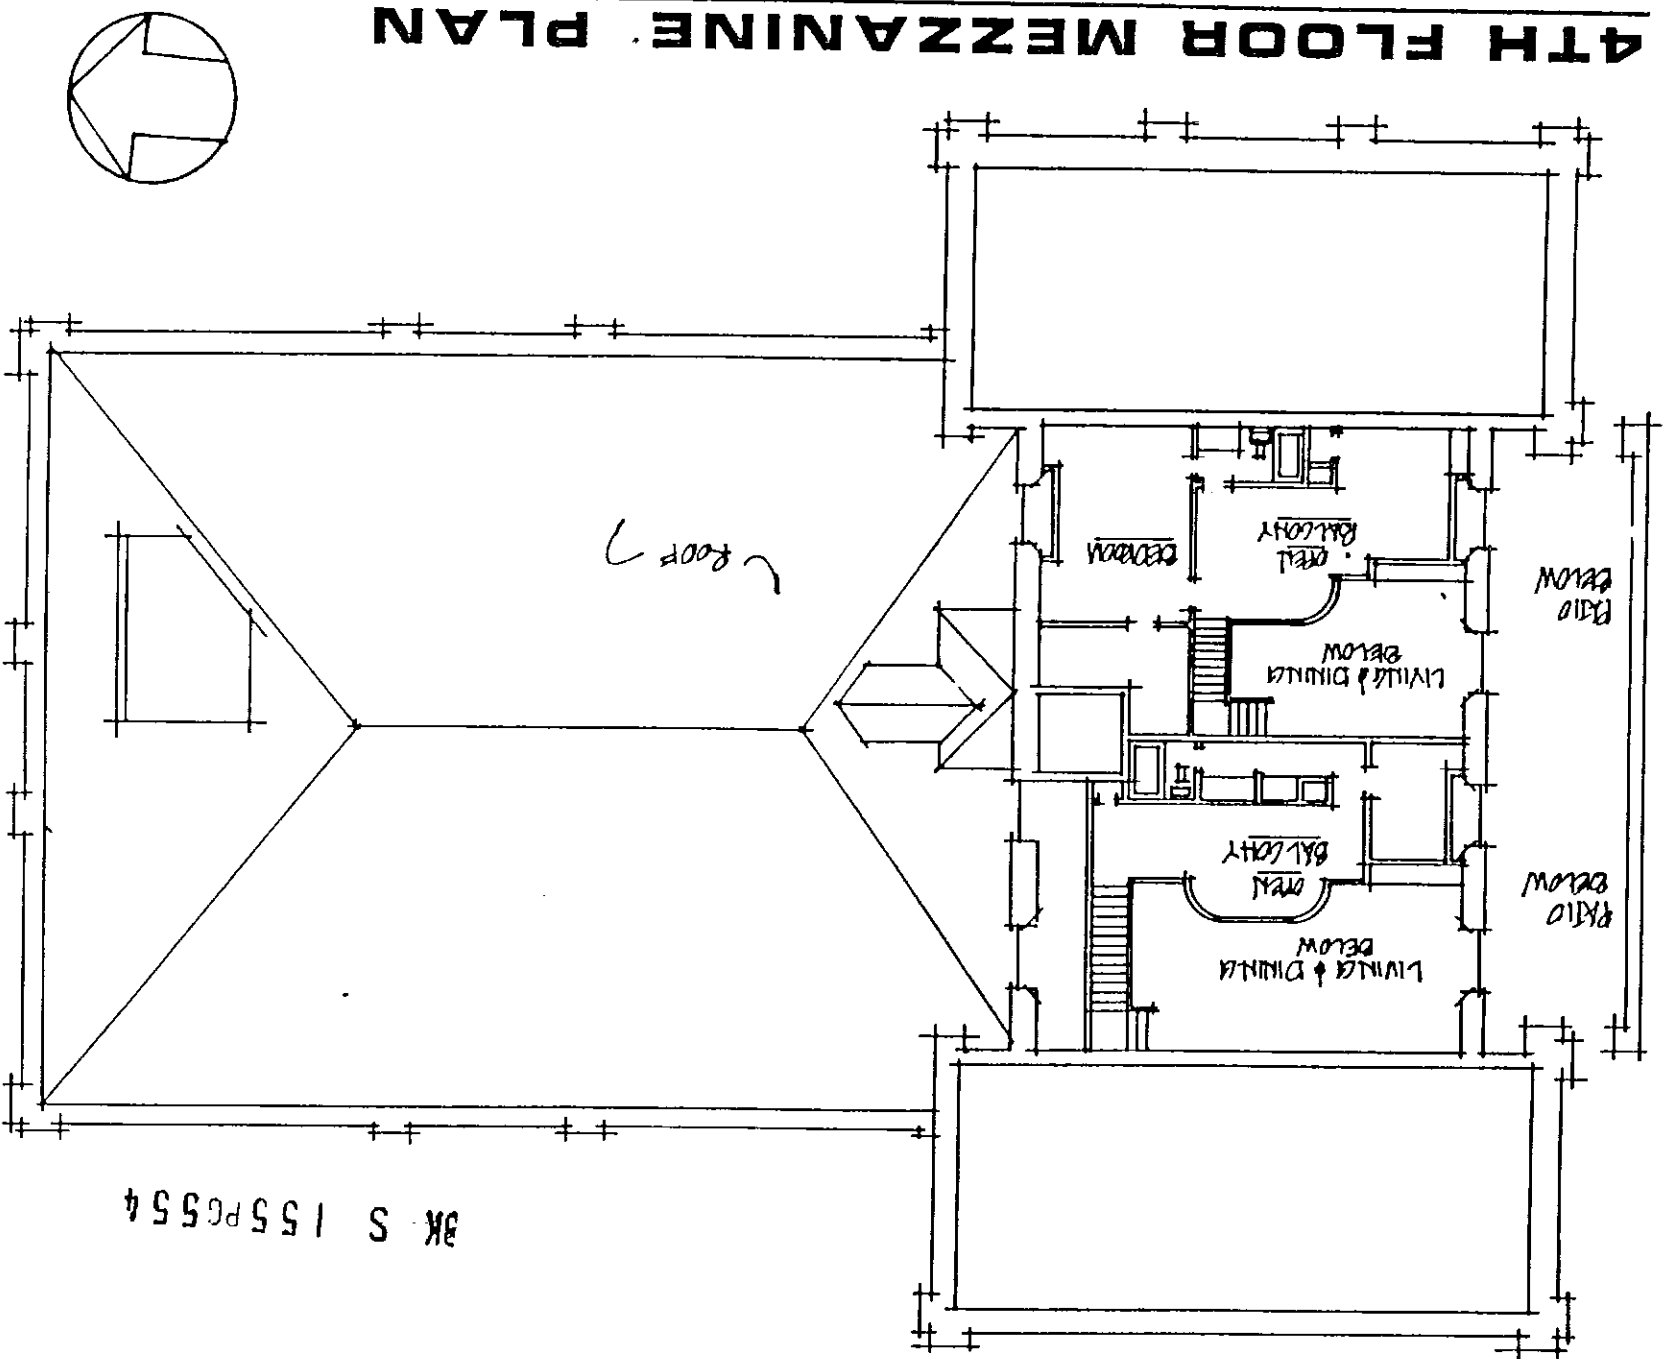 BK S 155PG554
LIVING & DINING
BELOW
PATIO
BELOW
OPEN
BALCONY
LIVING & DINING
BELOW
PATIO
BELOW
OPEN
BALCONY
BEDROOM
ROOF
4TH FLOOR MEZZANINE PLAN